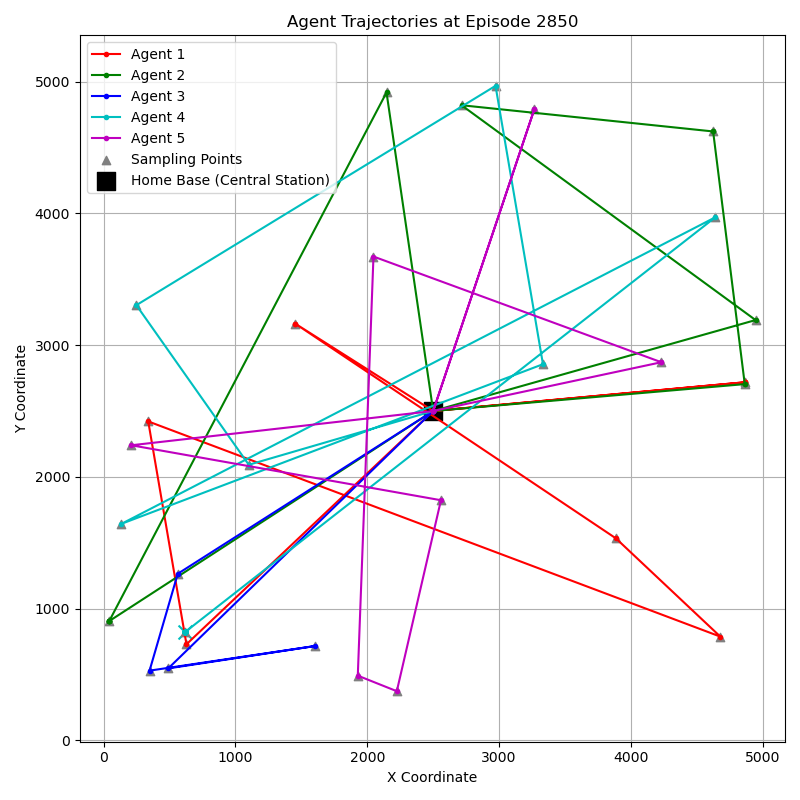 Agent Trajectories at Episode 2850
Agent 1
Agent 2
Agent 3
Agent 4
Agent 5
Sampling Points
Home Base (Central Station)
Y Coordinate
5000
4000
3000
2000
1000
0
0 1000 2000 3000 4000 5000
X Coordinate